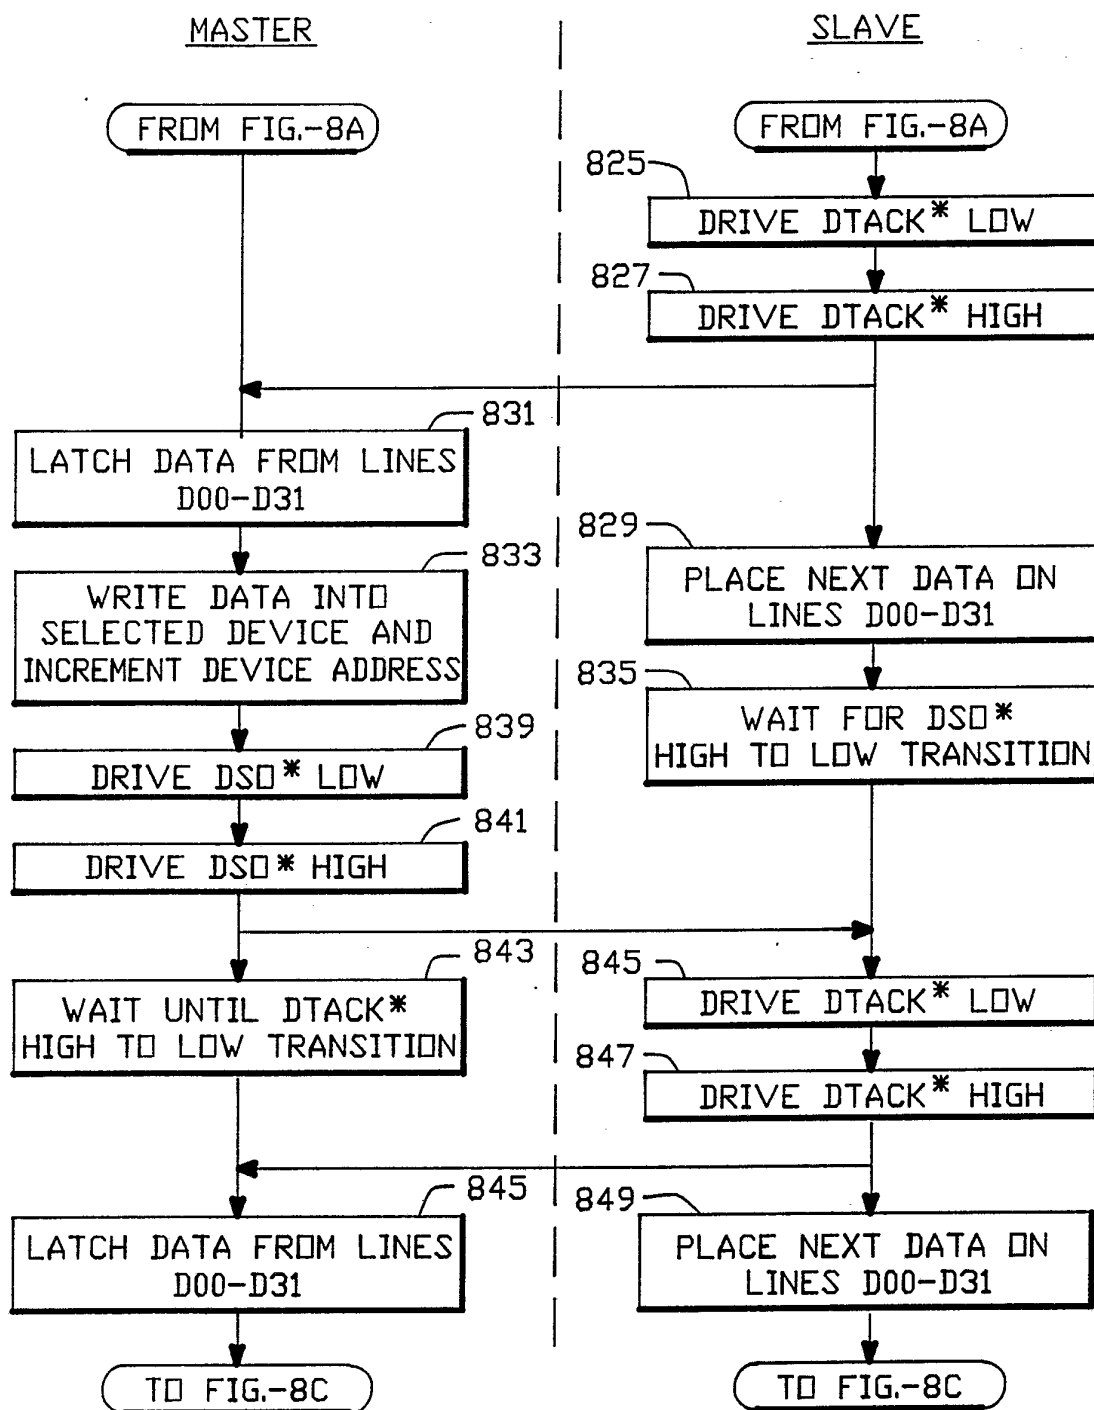 MASTER
SLAVE
FROM FIG.-8A
FROM FIG.-8A
825
DRIVE DTACK* LOW
827
DRIVE DTACK* HIGH
831
LATCH DATA FROM LINES
D00-D31
829
PLACE NEXT DATA ON
LINES D00-D31
833
WRITE DATA INTO
SELECTED DEVICE AND
INCREMENT DEVICE ADDRESS
835
WAIT FOR DSO*
HIGH TO LOW TRANSITION
839
DRIVE DSO* LOW
841
DRIVE DSO* HIGH
843
WAIT UNTIL DTACK*
HIGH TO LOW TRANSITION
845
DRIVE DTACK* LOW
847
DRIVE DTACK* HIGH
845
LATCH DATA FROM LINES
D00-D31
849
PLACE NEXT DATA ON
LINES D00-D31
TO FIG.-8C
TO FIG.-8C